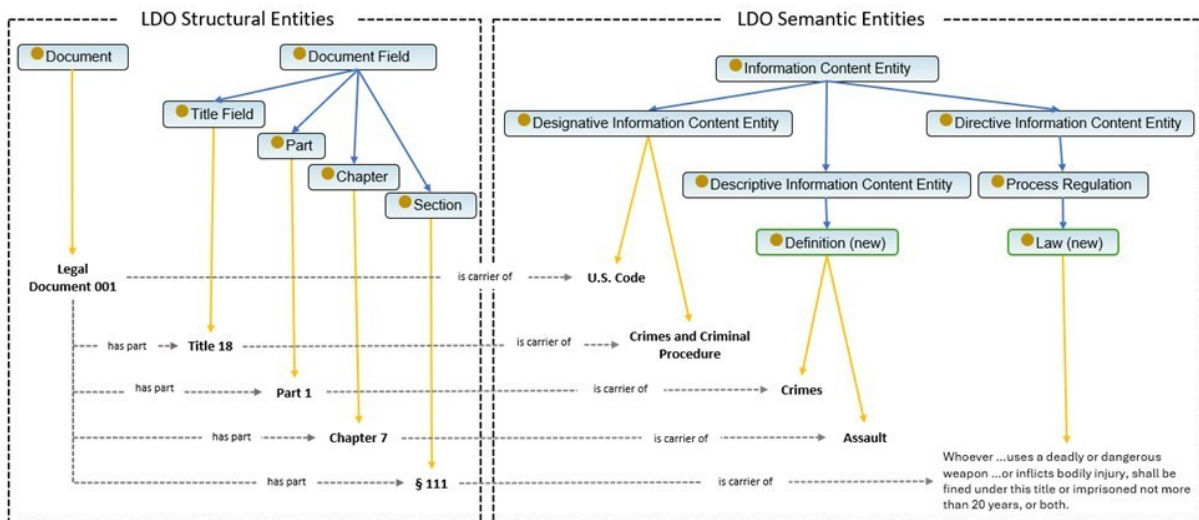 LDO Structural Entities
LDO Semantic Entities
Document
Document Field
Information Content Entity
Title Field
Designative Information Content Entity
Directive Information Content Entity
Part
Chapter
Descriptive Information Content Entity
Process Regulation
Section
Definition (new)
Law (new)
Legal
Document 001
is carrier of
U.S. Code
has part
Title 18
is carrier of
Crimes and Criminal
Procedure
has part
Part 1
is carrier of
Crimes
has part
Chapter 7
is carrier of
Assault
has part
§ 111
is carrier of
Whoever ...uses a deadly or dangerous
weapon ...or inflicts bodily injury, shall be
fined under this title or imprisoned not more
than 20 years, or both.